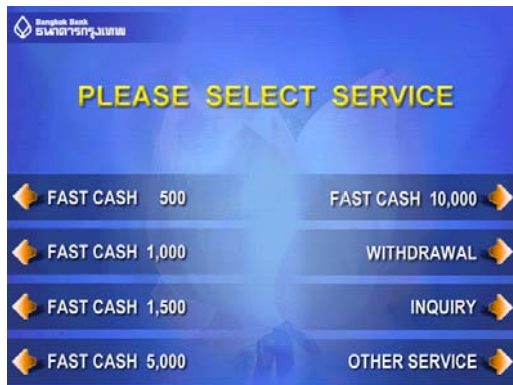 Bangkok Bank
ธนาคารกรุงเทพ
PLEASE SELECT SERVICE
FAST CASH 500
FAST CASH 10,000
FAST CASH 1,000
WITHDRAWAL
FAST CASH 1,500
INQUIRY
FAST CASH 5,000
OTHER SERVICE